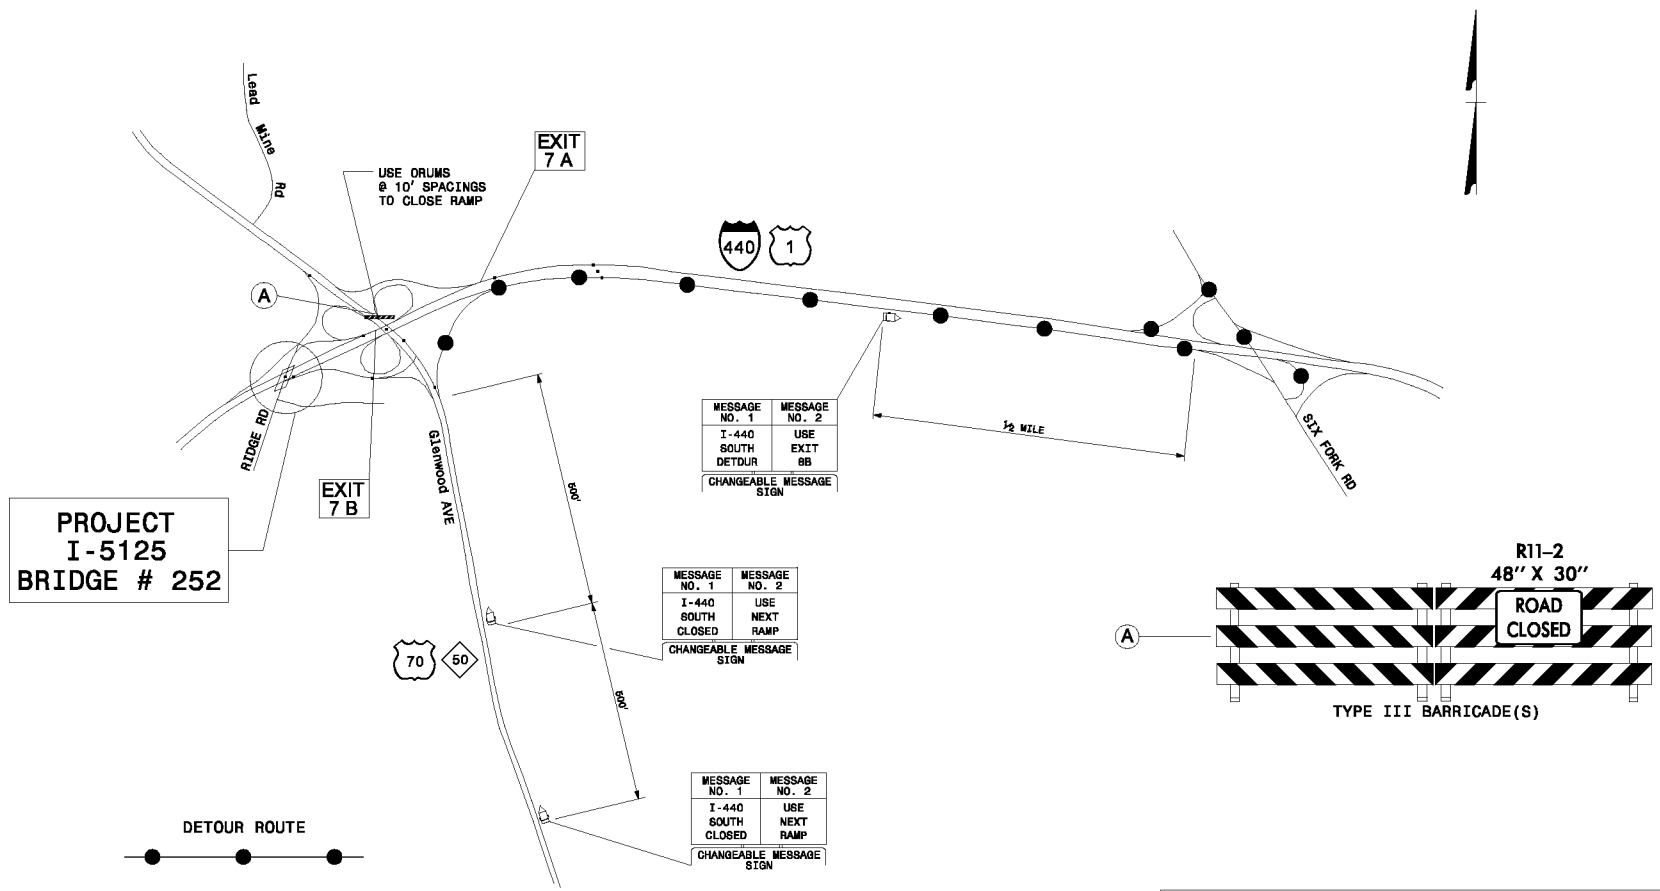 Lead Mine Rd
EXIT
7 A
USE DRUMS
@ 10' SPACINGS
TO CLOSE RAMP
440
1
A
RIDGE RD
EXIT
7 B
Glenwood AVE
PROJECT
I-5125
BRIDGE # 252
MESSAGE NO. 1
MESSAGE NO. 2
I-440
SOUTH
DETOUR
USE
EXIT
8B
CHANGEABLE MESSAGE
SIGN
½ MILE
SIX FORK RD
500'
MESSAGE NO. 1
MESSAGE NO. 2
I-440
SOUTH
CLOSED
USE
NEXT
RAMP
CHANGEABLE MESSAGE
SIGN
70
50
500'
MESSAGE NO. 1
MESSAGE NO. 2
I-440
SOUTH
CLOSED
USE
NEXT
RAMP
CHANGEABLE MESSAGE
SIGN
R11-2
48" X 30"
ROAD
CLOSED
A
TYPE III BARRICADE(S)
DETOUR ROUTE